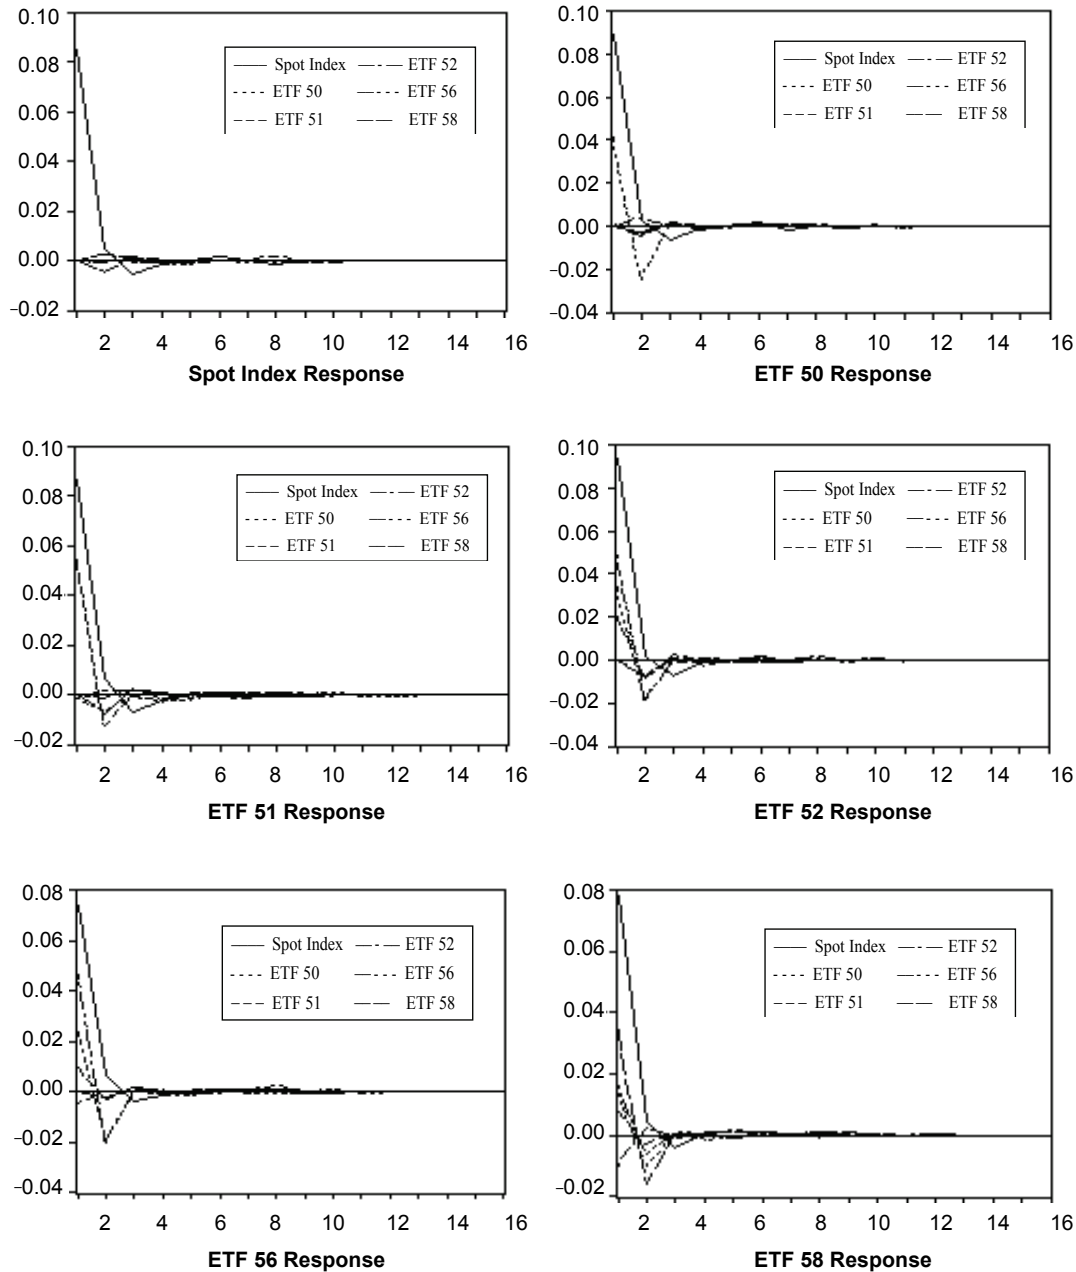 0.10
0.08
0.06
0.04
0.02
0.00
–0.02
Spot Index ETF 52
ETF 50 ETF 56
ETF 51 ETF 58
2 4 6 8 10 12 14 16
Spot Index Response
0.10
0.08
0.06
0.04
0.02
0.00
–0.02
–0.04
Spot Index ETF 52
ETF 50 ETF 56
ETF 51 ETF 58
2 4 6 8 10 12 14 16
ETF 50 Response
0.10
0.08
0.06
0.04
0.02
0.00
–0.02
Spot Index ETF 52
ETF 50 ETF 56
ETF 51 ETF 58
2 4 6 8 10 12 14 16
ETF 51 Response
0.10
0.08
0.06
0.04
0.02
0.00
–0.02
–0.04
Spot Index ETF 52
ETF 50 ETF 56
ETF 51 ETF 58
2 4 6 8 10 12 14 16
ETF 52 Response
0.08
0.06
0.04
0.02
0.00
–0.02
–0.04
Spot Index ETF 52
ETF 50 ETF 56
ETF 51 ETF 58
2 4 6 8 10 12 14 16
ETF 56 Response
0.08
0.06
0.04
0.02
0.00
–0.02
Spot Index ETF 52
ETF 50 ETF 56
ETF 51 ETF 58
2 4 6 8 10 12 14 16
ETF 58 Response